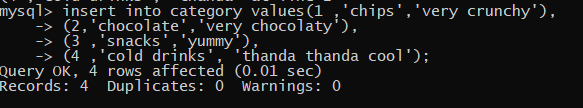 mysql> insert into category values(1 ,'chips','very crunchy'),
    -> (2,'chocolate','very chocolaty'),
    -> (3 ,'snacks','yummy'),
    -> (4 ,'cold drinks', 'thanda thanda cool');
Query OK, 4 rows affected (0.01 sec)
Records: 4  Duplicates: 0  Warnings: 0